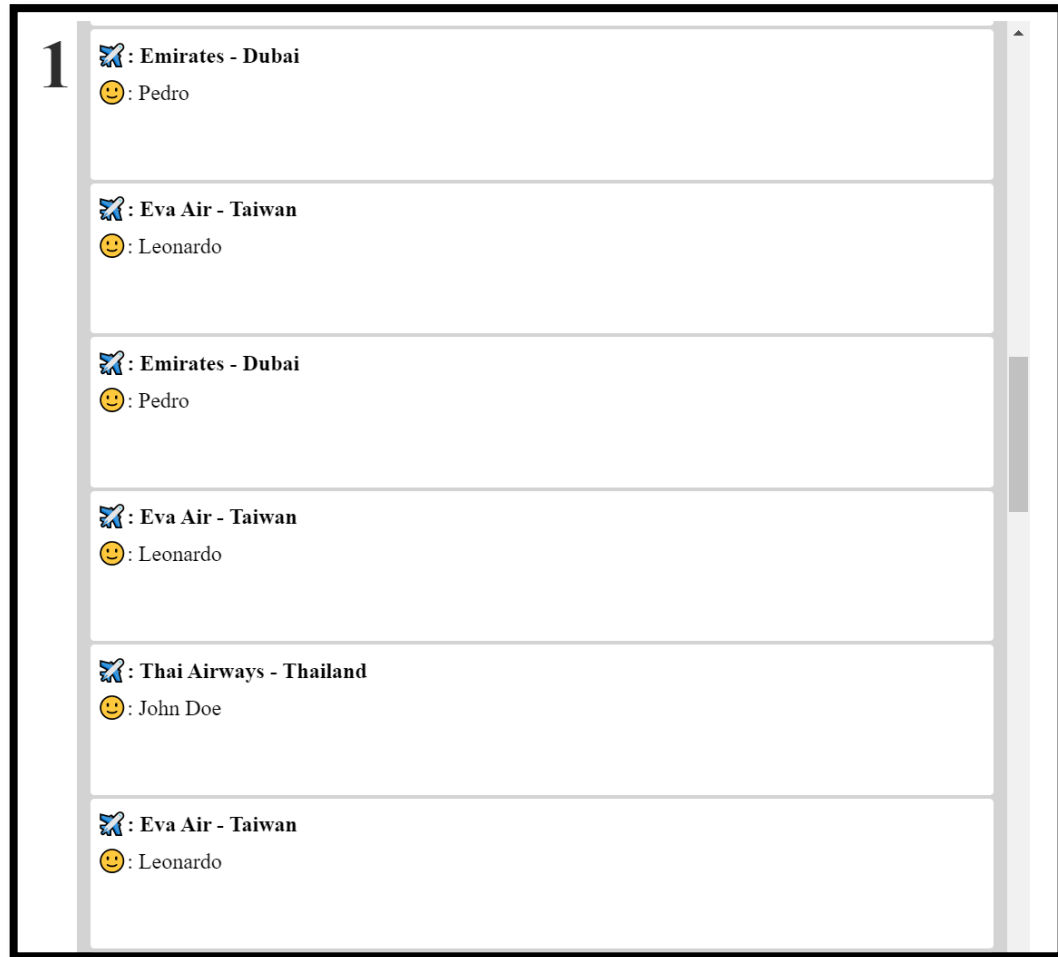 1
✈️: Emirates - Dubai
🙂: Pedro
✈️: Eva Air - Taiwan
🙂: Leonardo
✈️: Emirates - Dubai
🙂: Pedro
✈️: Eva Air - Taiwan
🙂: Leonardo
✈️: Thai Airways - Thailand
🙂: John Doe
✈️: Eva Air - Taiwan
🙂: Leonardo